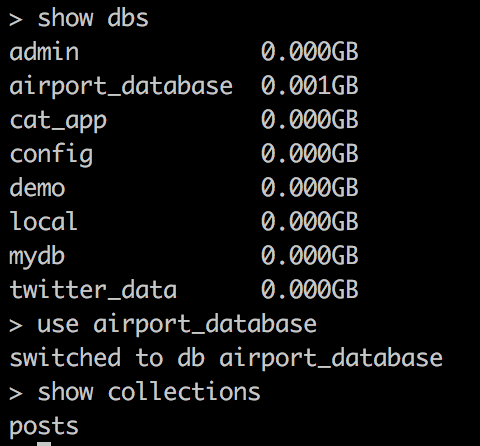 > show dbs
admin 0.000GB
airport_database 0.001GB
cat_app 0.000GB
config 0.000GB
demo 0.000GB
local 0.000GB
mydb 0.000GB
twitter_data 0.000GB
> use airport_database
switched to db airport_database
> show collections
posts